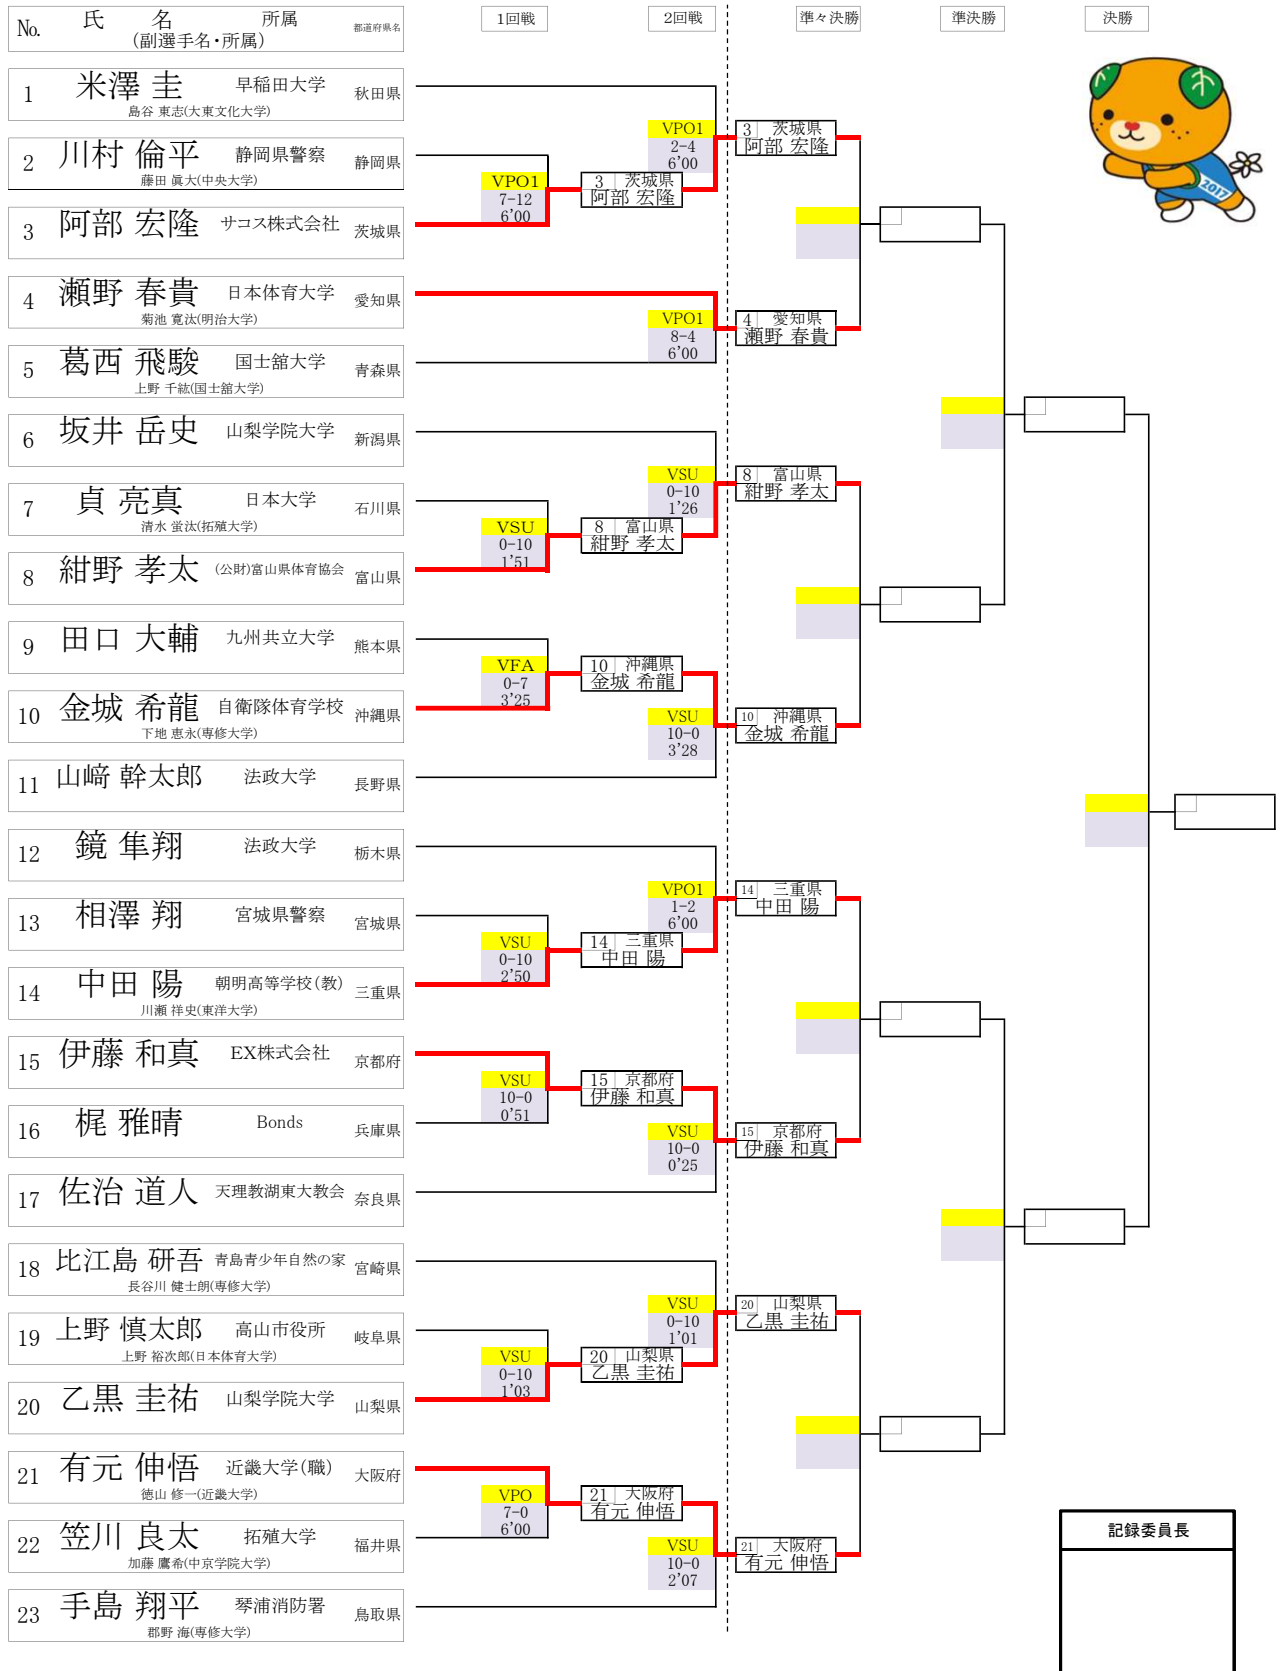 No. 氏 名 所属 都道府県名
(副選手名・所属)
1回戦 2回戦 準々決勝 準決勝 決勝
1 米澤 圭 早稲田大学 秋田県
島谷 東志(大東文化大学)
2 川村 倫平 静岡県警察 静岡県
藤田 眞大(中央大学)
3 阿部 宏隆 サコス株式会社 茨城県
4 瀬野 春貴 日本体育大学 愛知県
菊池 寛汰(明治大学)
5 葛西 飛駿 国士舘大学 青森県
上野 千紘(国士舘大学)
6 坂井 岳史 山梨学院大学 新潟県
7 貞 亮真 日本大学 石川県
清水 蛍汰(拓殖大学)
8 紺野 孝太 (公財)富山県体育協会 富山県
9 田口 大輔 九州共立大学 熊本県
10 金城 希龍 自衛隊体育学校 沖縄県
下地 恵永(専修大学)
11 山﨑 幹太郎 法政大学 長野県
12 鏡 隼翔 法政大学 栃木県
13 相澤 翔 宮城県警察 宮城県
14 中田 陽 朝明高等学校(教) 三重県
川瀬 祥史(東洋大学)
15 伊藤 和真 EX株式会社 京都府
16 梶 雅晴 Bonds 兵庫県
17 佐治 道人 天理教湖東大教会 奈良県
18 比江島 研吾 青島青少年自然の家 宮崎県
長谷川 健士朗(専修大学)
19 上野 慎太郎 高山市役所 岐阜県
上野 裕次郎(日本体育大学)
20 乙黒 圭祐 山梨学院大学 山梨県
21 有元 伸悟 近畿大学(職) 大阪府
徳山 修一(近畿大学)
22 笠川 良太 拓殖大学 福井県
加藤 鷹希(中京学院大学)
23 手島 翔平 琴浦消防署 鳥取県
郡野 海(専修大学)
VPO1
7-12
6'00
VSU
0-10
1'51
VFA
0-7
3'25
VSU
0-10
2'50
VSU
10-0
0'51
VSU
0-10
1'03
VPO
7-0
6'00
3 茨城県
阿部 宏隆
8 富山県
紺野 孝太
10 沖縄県
金城 希龍
14 三重県
中田 陽
15 京都府
伊藤 和真
20 山梨県
乙黒 圭祐
21 大阪府
有元 伸悟
VPO1
2-4
6'00
VPO1
8-4
6'00
VSU
0-10
1'26
VSU
10-0
3'28
VPO1
1-2
6'00
VSU
10-0
0'25
VSU
0-10
1'01
VSU
10-0
2'07
3 茨城県
阿部 宏隆
4 愛知県
瀬野 春貴
8 富山県
紺野 孝太
10 沖縄県
金城 希龍
14 三重県
中田 陽
15 京都府
伊藤 和真
20 山梨県
乙黒 圭祐
21 大阪府
有元 伸悟
2017
記録委員長